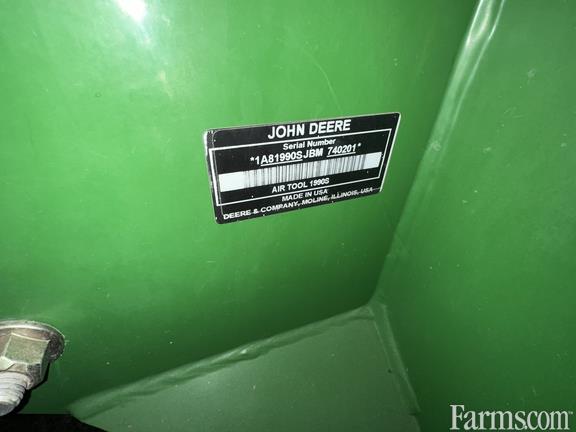 JOHN DEERE
Serial Number
*1A81990SJBM 740201*
AIR TOOL 1990S
MADE IN USA
DEERE & COMPANY, MOLINE, ILLINOIS, USA
Farms.com